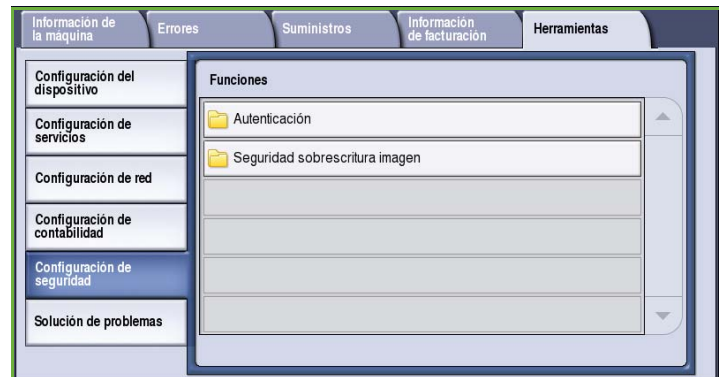 Información de
la máquina
Errores
Suministros
Información
de facturación
Herramientas
Configuración del
dispositivo
Configuración de
servicios
Configuración de red
Configuración de
contabilidad
Configuración de
seguridad
Solución de problemas
Funciones
Autenticación
Seguridad sobrescritura imagen